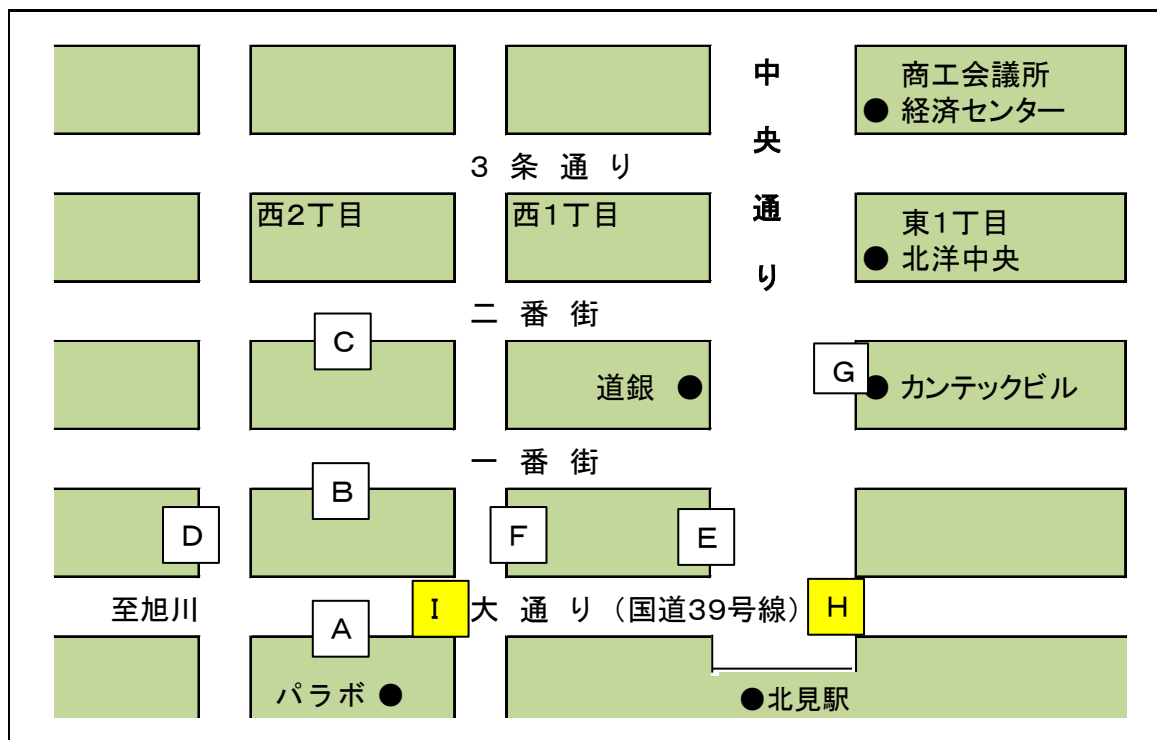 商工会議所
経済センター
中央通り
3条通り
西2丁目
西1丁目
東1丁目
北洋中央
二番街
C
道銀
G
カンテックビル
一番街
B
D
F
E
至旭川
I
大通り(国道39号線)
H
A
パラボ
北見駅